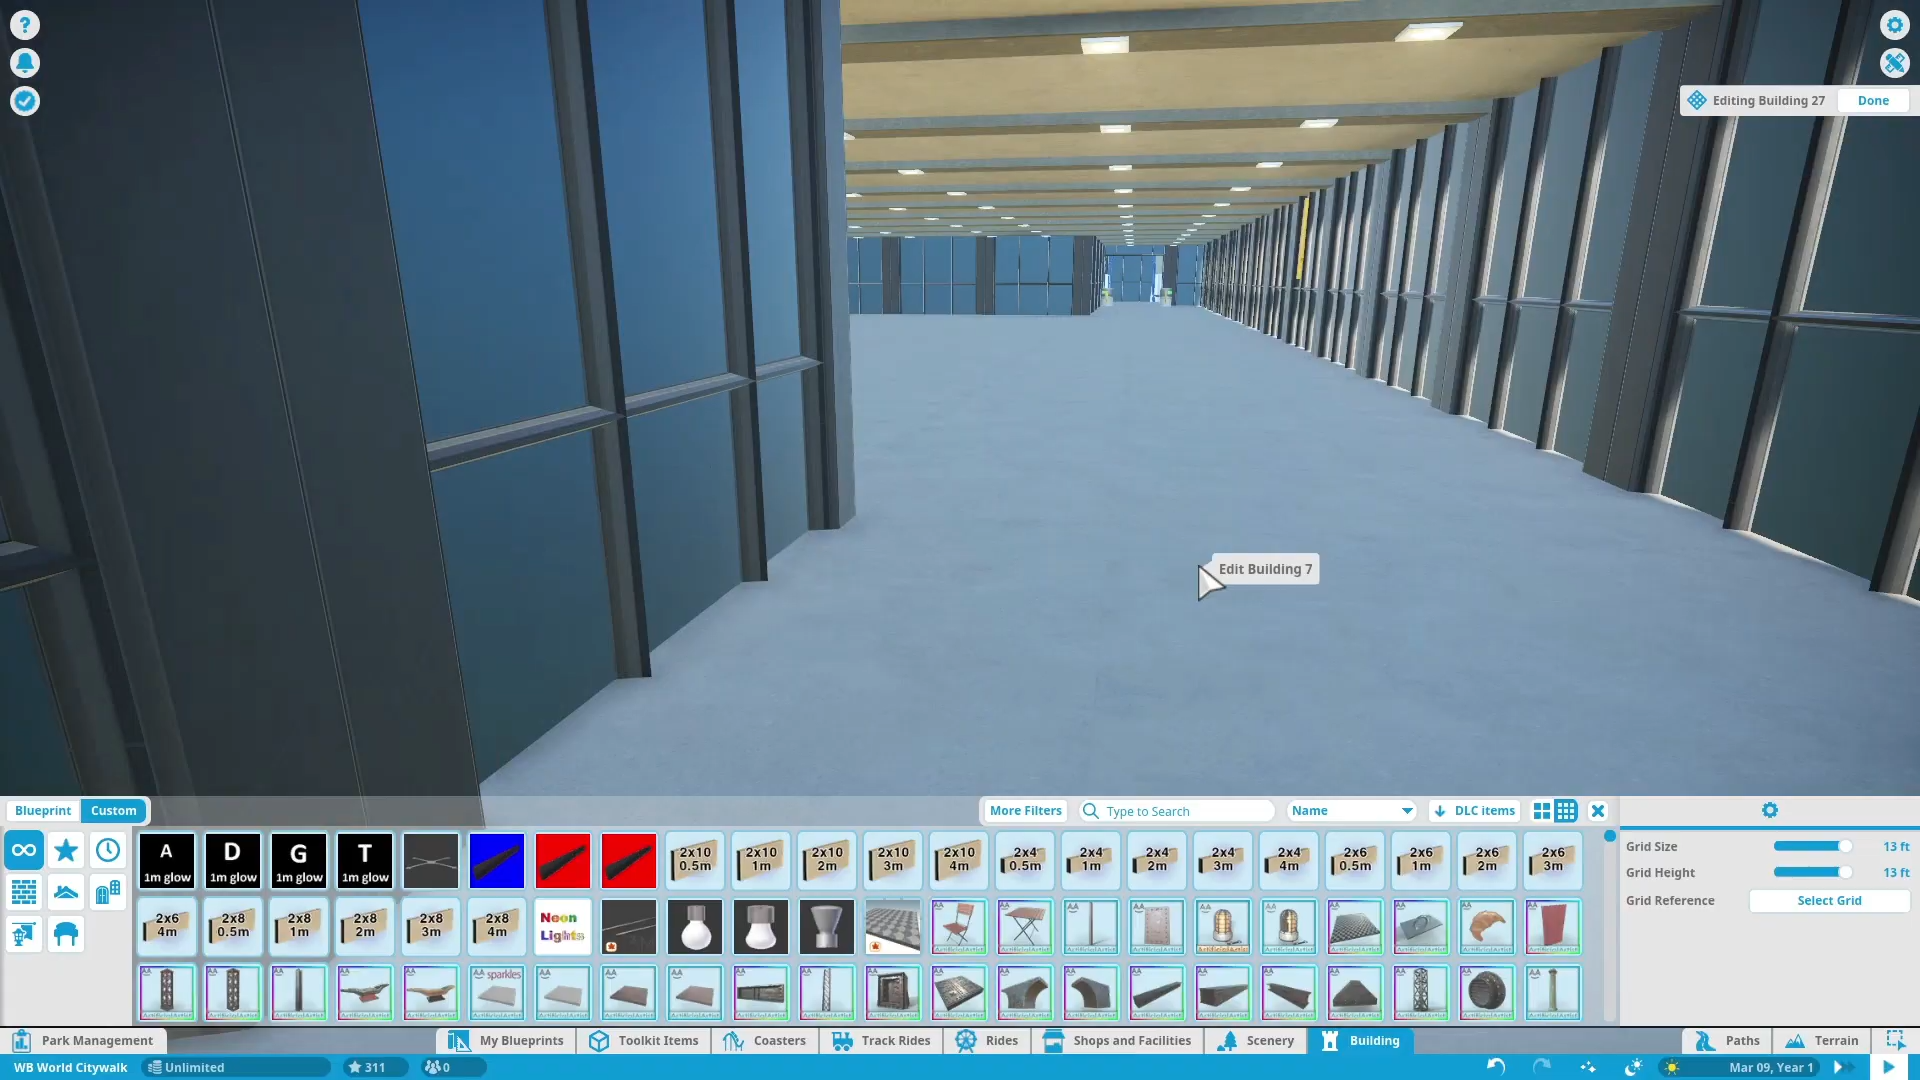 ?
Editing Building 27 Done
Edit Building 7
Blueprint Custom
More Filters Type to Search Name DLC items
A 1m glow
D 1m glow
G 1m glow
T 1m glow
2x10 0.5m
2x10 1m
2x10 2m
2x10 3m
2x10 4m
2x4 0.5m
2x4 1m
2x4 2m
2x4 3m
2x4 4m
2x6 0.5m
2x6 1m
2x6 2m
2x6 3m
2x6 4m
2x8 0.5m
2x8 1m
2x8 2m
2x8 3m
2x8 4m
Neon Lights
sparkles
Grid Size 13 ft
Grid Height 13 ft
Grid Reference Select Grid
Park Management My Blueprints Toolkit Items Coasters Track Rides Rides Shops and Facilities Scenery Building Paths Terrain
WB World Citywalk Unlimited 311 0 Mar 09, Year 1